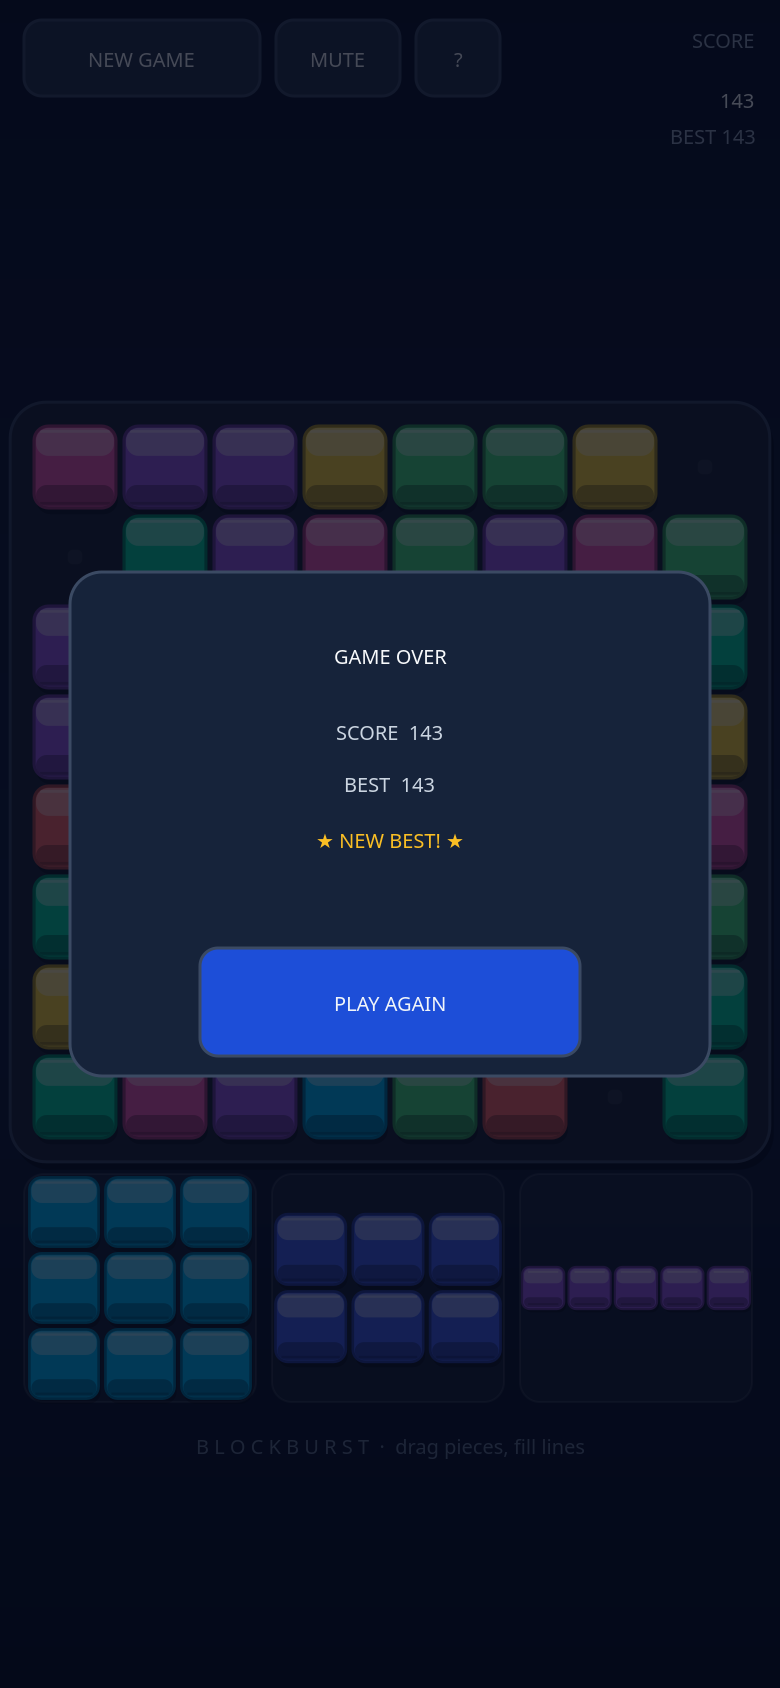 NEW GAME MUTE ? SCORE
143
BEST 143
GAME OVER
SCORE 143
BEST 143
★ NEW BEST! ★
PLAY AGAIN
BLOCKBURST · drag pieces, fill lines